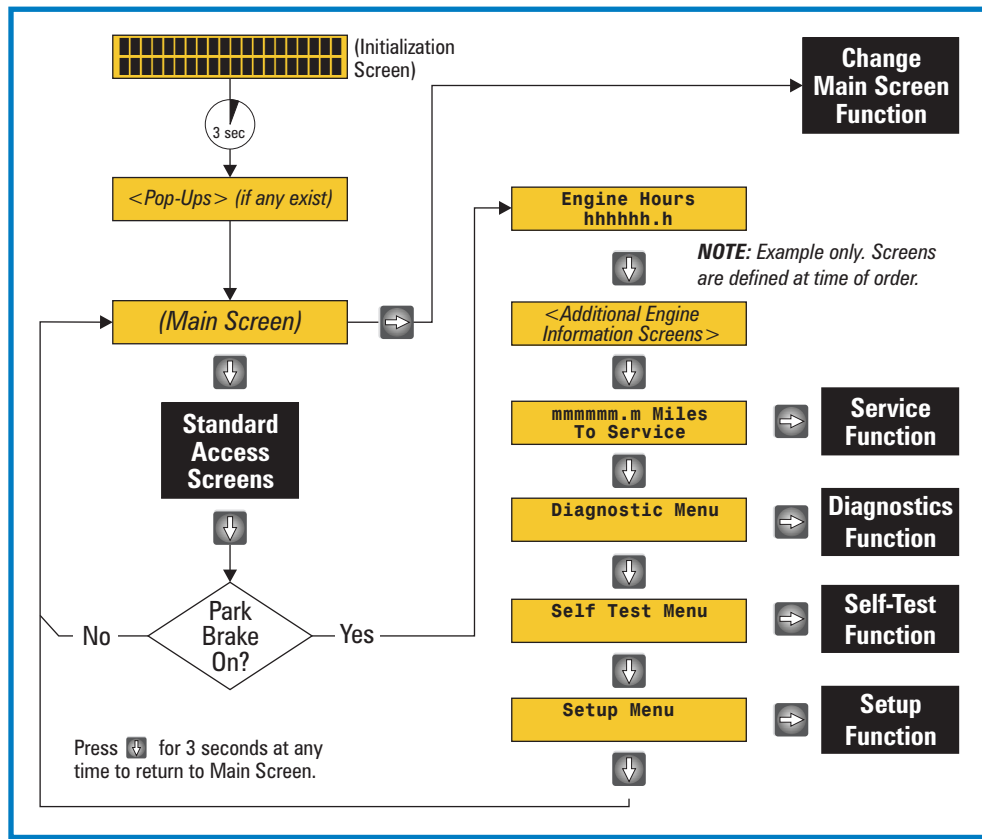 (Initialization
Screen)
3 sec
<Pop-Ups> (if any exist)
(Main Screen)
Standard
Access
Screens
Park
Brake
On?
No
Yes
Press for 3 seconds at any
time to return to Main Screen.
Change
Main Screen
Function
Engine Hours
hhhhhh.h
NOTE: Example only. Screens
are defined at time of order.
<Additional Engine
Information Screens>
mmmmmm.m Miles
To Service
Service
Function
Diagnostic Menu
Diagnostics
Function
Self Test Menu
Self-Test
Function
Setup Menu
Setup
Function